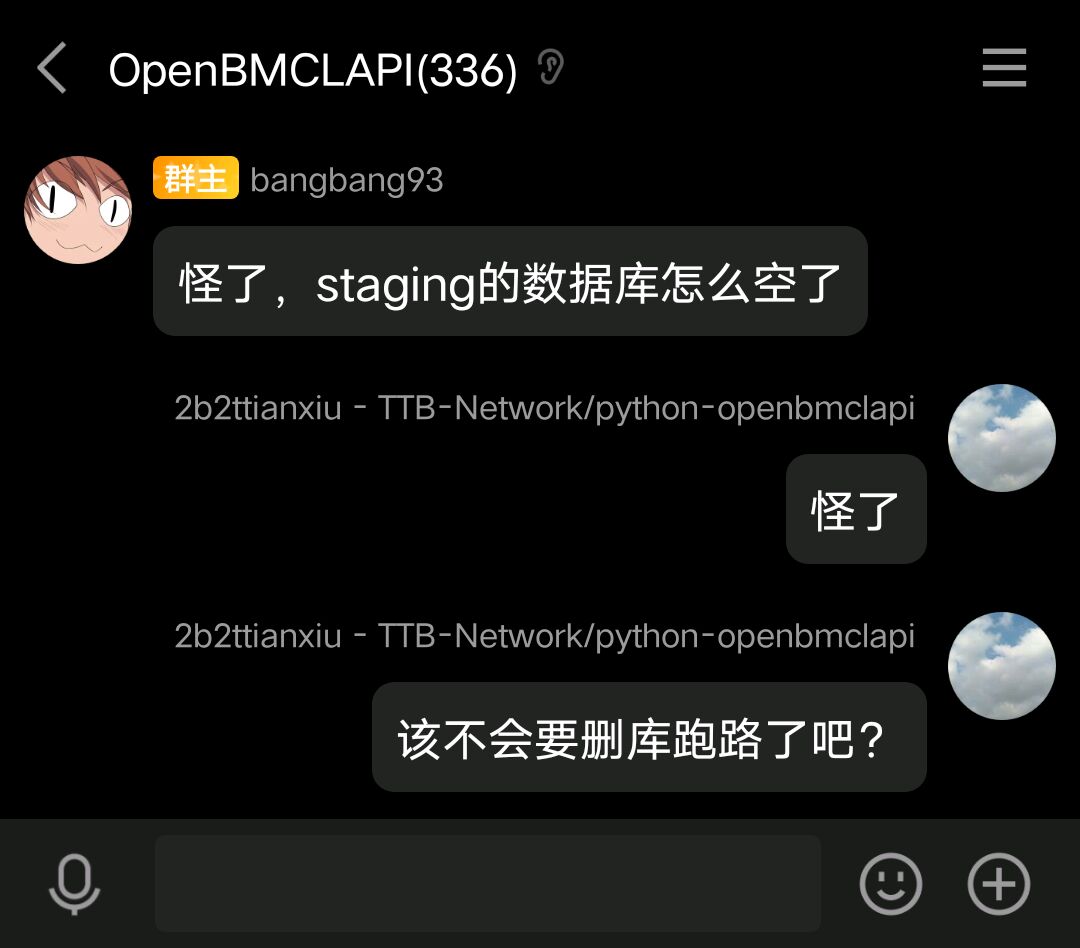 OpenBMCLAPI(336)
群主 bangbang93
怪了，staging的数据库怎么空了
2b2ttianxiu - TTB-Network/python-openbmclapi
怪了
2b2ttianxiu - TTB-Network/python-openbmclapi
该不会要删库跑路了吧？